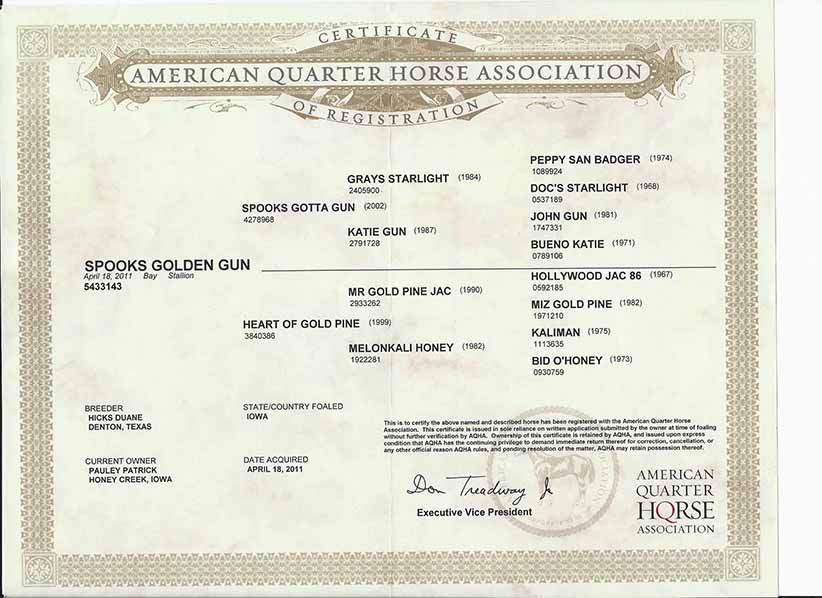 CERTIFICATE
AMERICAN QUARTER HORSE ASSOCIATION
OF REGISTRATION
PEPPY SAN BADGER (1974)
1089924
GRAYS STARLIGHT (1984)
2405900
DOC'S STARLIGHT (1968)
0537189
SPOOKS GOTTA GUN (2002)
4278968
JOHN GUN (1981)
1747331
KATIE GUN (1987)
2791728
BUENO KATIE (1971)
0789106
SPOOKS GOLDEN GUN
April 18, 2011 Bay Stallion
5433143
HOLLYWOOD JAC 86 (1967)
0592185
MR GOLD PINE JAC (1990)
2933262
MIZ GOLD PINE (1982)
1971210
HEART OF GOLD PINE (1999)
3840386
KALIMAN (1975)
1113635
MELONKALI HONEY (1982)
1922281
BID O'HONEY (1973)
0930759
BREEDER
HICKS DUANE
DENTON, TEXAS
STATE/COUNTRY FOALED
IOWA
CURRENT OWNER
PAULEY PATRICK
HONEY CREEK, IOWA
DATE ACQUIRED
APRIL 18, 2011
This is to certify the above named and described horse has been registered with the American Quarter Horse
Association. This certificate is issued in sole reliance on written application submitted by the owner at time of foaling
without further verification by AQHA. Ownership of this certificate is retained by AQHA, and issued upon express
condition that AQHA has the continuing privilege to demand immediate return thereof for correction, cancellation, or
any other official reason AQHA rules, and pending resolution of the matter, AQHA may retain possession thereof.
Don Treadway Jr
Executive Vice President
AMERICAN
QUARTER
HORSE
ASSOCIATION